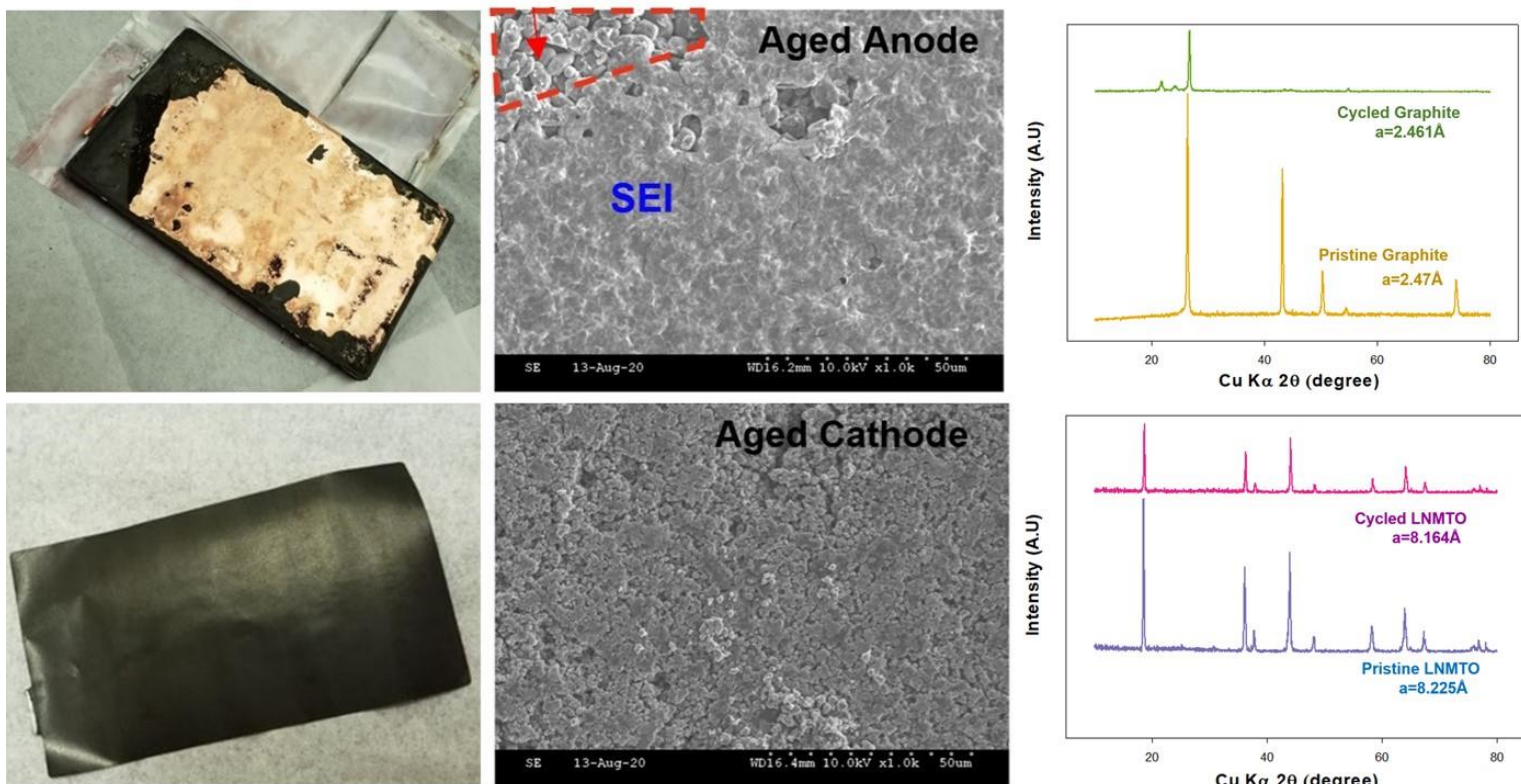 Aged Anode
SEI
SE 13-Aug-20 WD16.2mm 10.0kV x1.0k 50um
Intensity (A.U)
Cycled Graphite
a=2.461Å
Pristine Graphite
a=2.47Å
20 40 60 80
Cu Kα 2θ (degree)
Aged Cathode
SE 13-Aug-20 WD16.4mm 10.0kV x1.0k 50um
Intensity (A.U)
Cycled LNMTO
a=8.164Å
Pristine LNMTO
a=8.225Å
20 40 60 80
Cu Kα 2θ (degree)